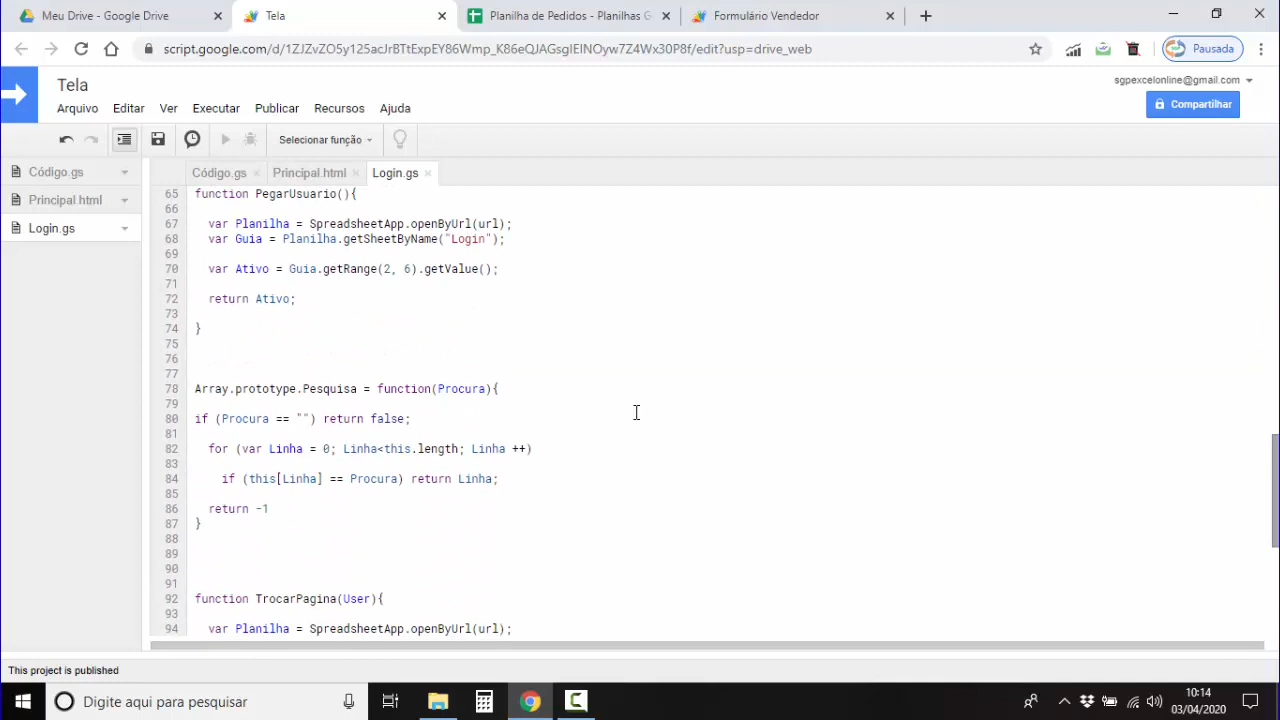 Meu Drive - Google Drive
Tela
Planilha de Pedidos - Planilhas G
Formulário Vendedor
script.google.com/d/1ZJZvZO5y125acJrBTtExpEY86Wmp_K86eQJAGsgIEINOyw7Z4Wx30P8f/edit?usp=drive_web
Pausada
Tela
sgpexcelonline@gmail.com
Arquivo Editar Ver Executar Publicar Recursos Ajuda
Compartilhar
Selecionar função
Código.gs
Principal.html
Login.gs
Código.gs
Principal.html
Login.gs
65 function PegarUsuario(){
66
67 var Planilha = SpreadsheetApp.openByUrl(url);
68 var Guia = Planilha.getSheetByName("Login");
69
70 var Ativo = Guia.getRange(2, 6).getValue();
71
72 return Ativo;
73
74 }
75
76
77
78 Array.prototype.Pesquisa = function(Procura){
79
80 if (Procura == "") return false;
81
82 for (var Linha = 0; Linha<this.length; Linha ++)
83
84 if (this[Linha] == Procura) return Linha;
85
86 return -1
87 }
88
89
90
91
92 function TrocarPagina(User){
93
94 var Planilha = SpreadsheetApp.openByUrl(url);
This project is published
Digite aqui para pesquisar
10:14
03/04/2020